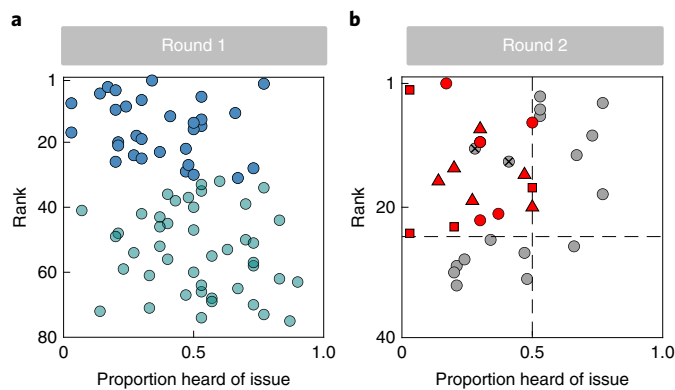 a
Round 1
1
20
40
60
80
Rank
0
0.5
1.0
Proportion heard of issue
b
Round 2
1
20
40
Rank
0
0.5
1.0
Proportion heard of issue